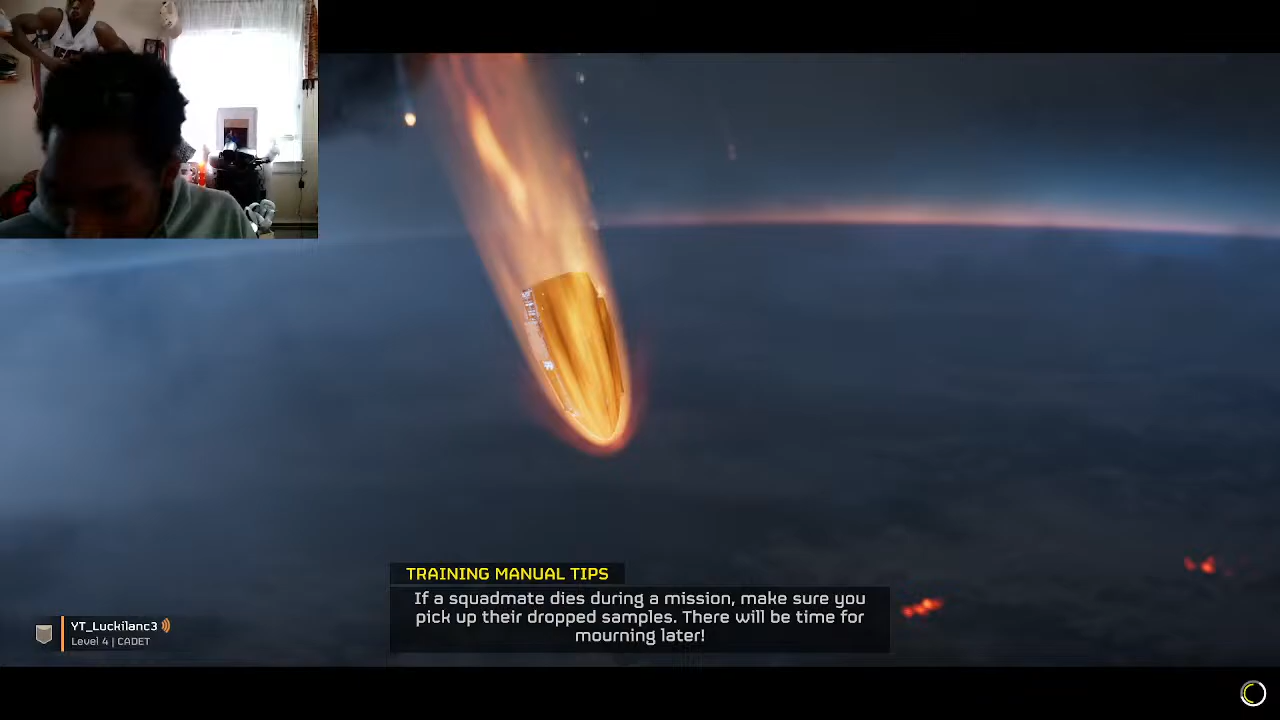 TRAINING MANUAL TIPS
If a squadmate dies during a mission, make sure you
pick up their dropped samples. There will be time for
mourning later!
YT_Luckilanc3
Level 4 | CADET